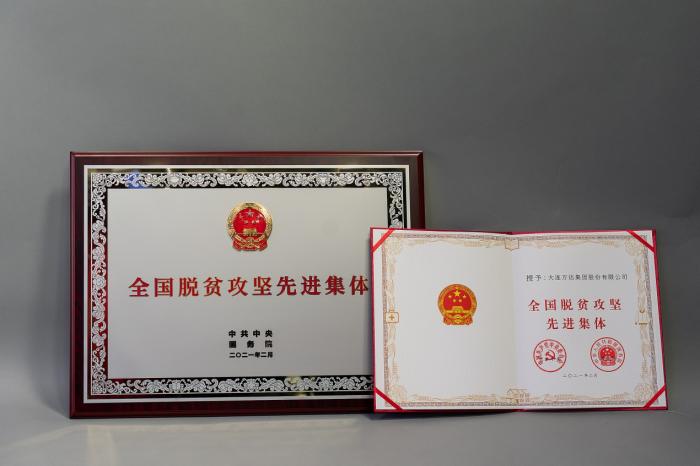 全国脱贫攻坚先进集体
中共中央
国务院
二〇二一年二月
授予：大连万达集团股份有限公司
全国脱贫攻坚
先进集体
二〇二一年二月